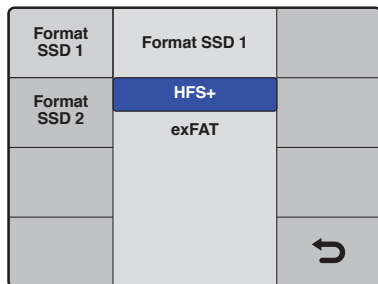 Format
SSD 1
Format SSD 1
Format
SSD 2
HFS+
exFAT